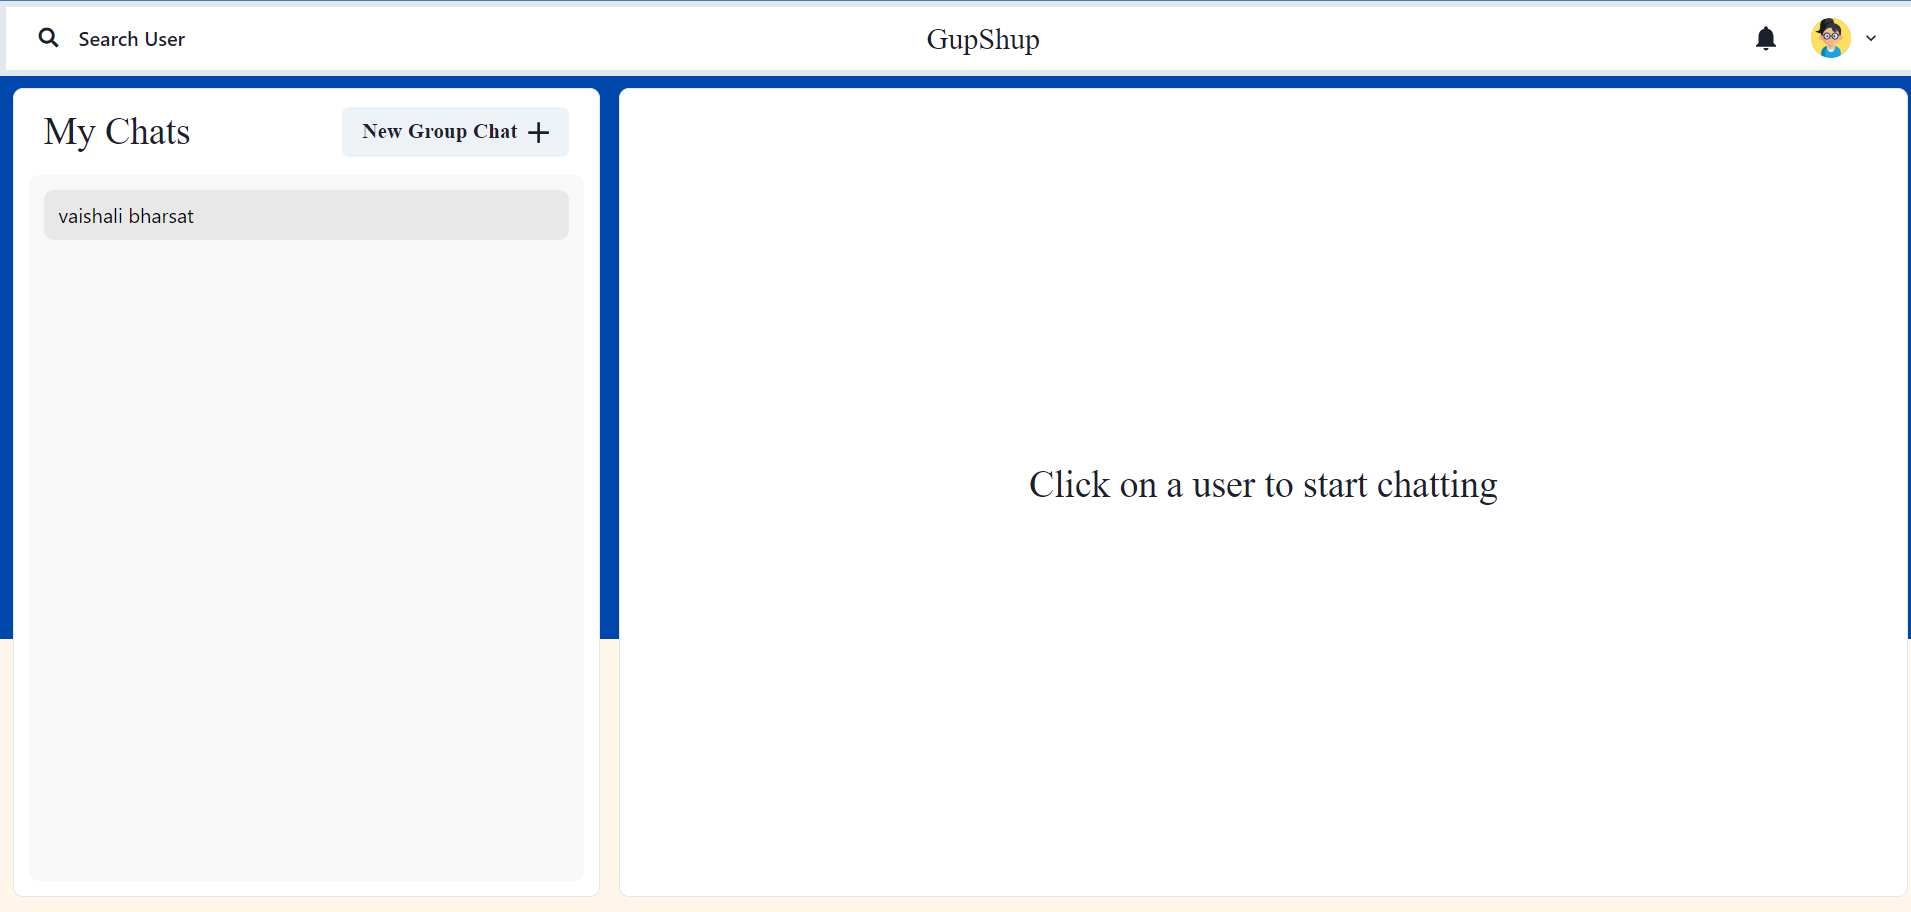 Search User
GupShup
My Chats
New Group Chat
vaishali bharsat
Click on a user to start chatting